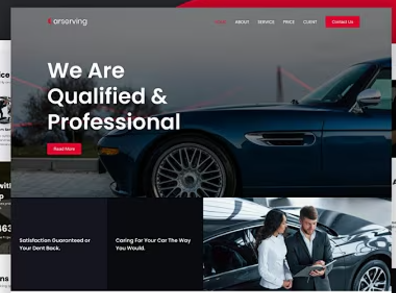 arserving
HOME ABOUT SERVICE PRICE CLIENT Contact Us
We Are
Qualified &
Professional
Read More
Satisfaction Guaranteed or
Your Dent Back.
Caring For Your Car The Way
You Would.